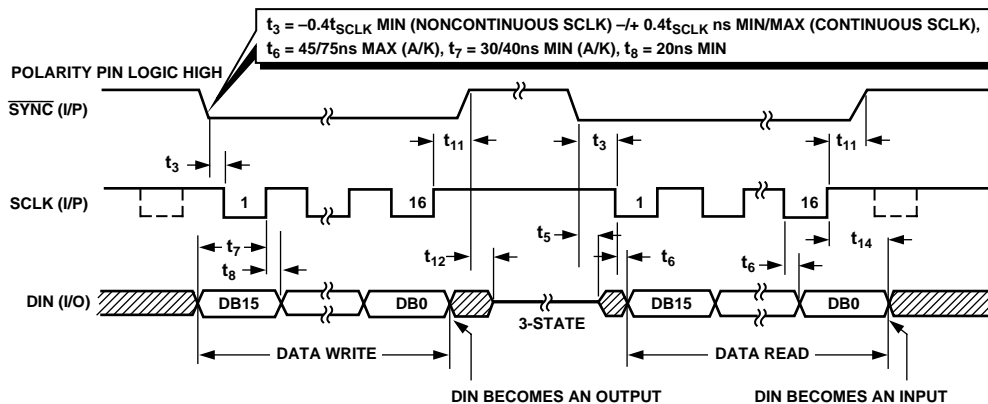 t3 = –0.4tSCLK MIN (NONCONTINUOUS SCLK) –/+ 0.4tSCLK ns MIN/MAX (CONTINUOUS SCLK),
t6 = 45/75ns MAX (A/K), t7 = 30/40ns MIN (A/K), t8 = 20ns MIN
POLARITY PIN LOGIC HIGH
SYNC (I/P)
t3
t11
t3
t11
SCLK (I/P)
1
16
1
16
t7
t8
t12
t5
t6
t6
t14
DIN (I/O)
DB15
DB0
3-STATE
DB15
DB0
DATA WRITE
DATA READ
DIN BECOMES AN OUTPUT
DIN BECOMES AN INPUT